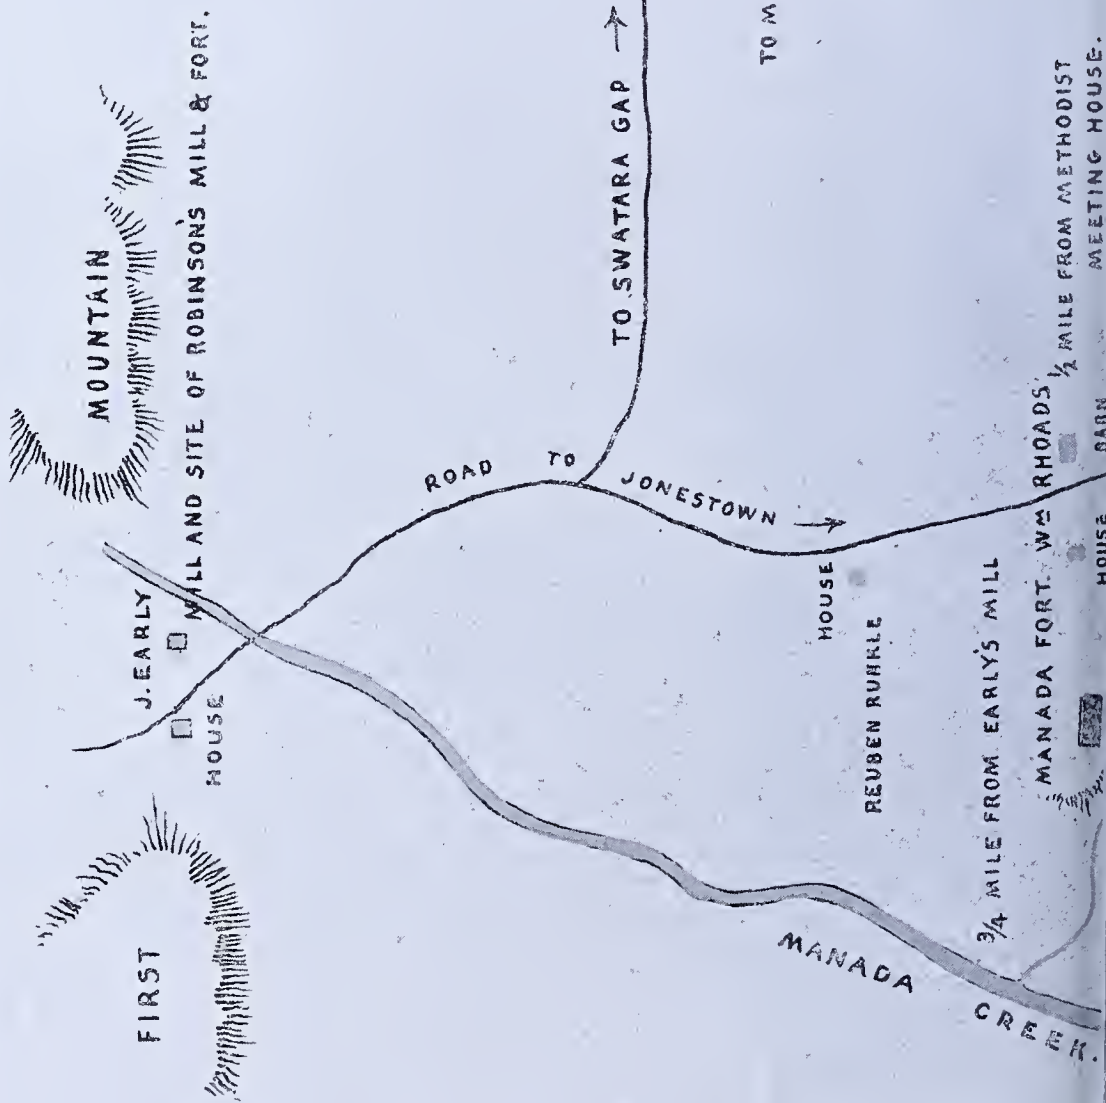 FIRST MOUNTAIN
J. EARLY
MILL AND SITE OF ROBINSON'S MILL & FORT.
HOUSE
ROAD TO JONESTOWN
TO SWATARA GAP
TO M
HOUSE
REUBEN RUHRLE
MANADA CREEK.
3/4 MILE FROM EARLY'S MILL
MANADA FORT. Wm RHOADS'
1/2 MILE FROM METHODIST
MEETING HOUSE.
HOUSE
BARN